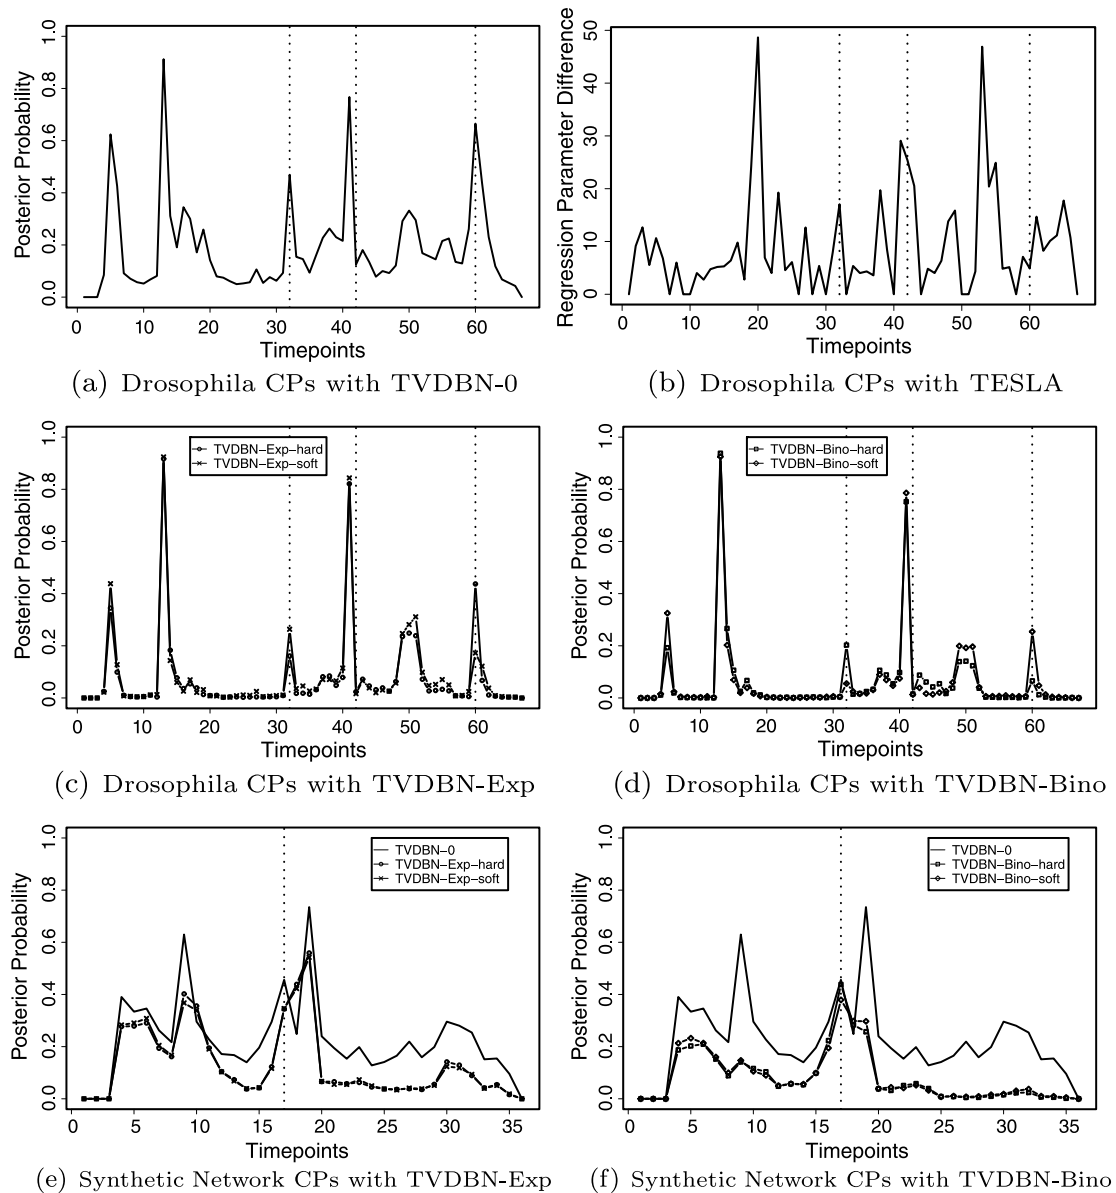 Posterior Probability
0.0 0.2 0.4 0.6 0.8 1.0
0 10 20 30 40 50 60
Timepoints
(a) Drosophila CPs with TVDBN-0
Regression Parameter Difference
0 10 20 30 40 50
0 10 20 30 40 50 60
Timepoints
(b) Drosophila CPs with TESLA
Posterior Probability
0.0 0.2 0.4 0.6 0.8 1.0
TVDBN−Exp−hard
TVDBN−Exp−soft
0 10 20 30 40 50 60
Timepoints
(c) Drosophila CPs with TVDBN-Exp
Posterior Probability
0.0 0.2 0.4 0.6 0.8 1.0
TVDBN−Bino−hard
TVDBN−Bino−soft
0 10 20 30 40 50 60
Timepoints
(d) Drosophila CPs with TVDBN-Bino
Posterior Probability
0.0 0.2 0.4 0.6 0.8 1.0
TVDBN−0
TVDBN−Exp−hard
TVDBN−Exp−soft
0 5 10 15 20 25 30 35
Timepoints
(e) Synthetic Network CPs with TVDBN-Exp
Posterior Probability
0.0 0.2 0.4 0.6 0.8 1.0
TVDBN−0
TVDBN−Bino−hard
TVDBN−Bino−soft
0 5 10 15 20 25 30 35
Timepoints
(f) Synthetic Network CPs with TVDBN-Bino